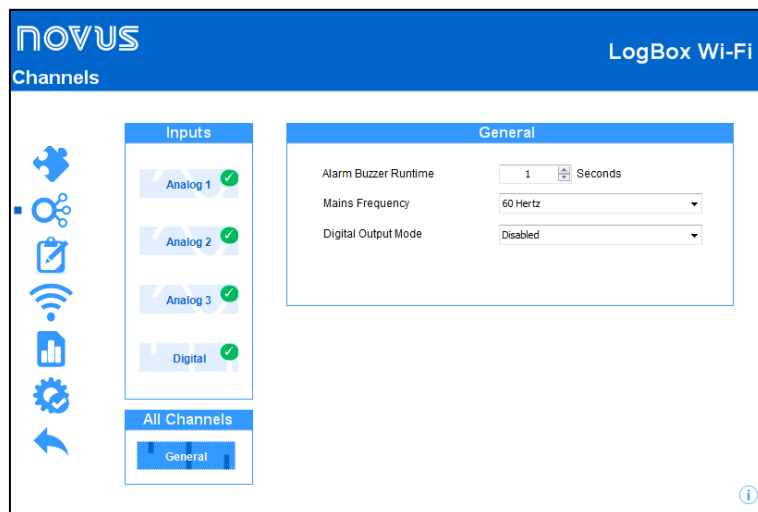 NOVUS
LogBox Wi-Fi
Channels
Inputs
Analog 1
Analog 2
Analog 3
Digital
All Channels
General
General
Alarm Buzzer Runtime 1 Seconds
Mains Frequency 60 Hertz
Digital Output Mode Disabled
i